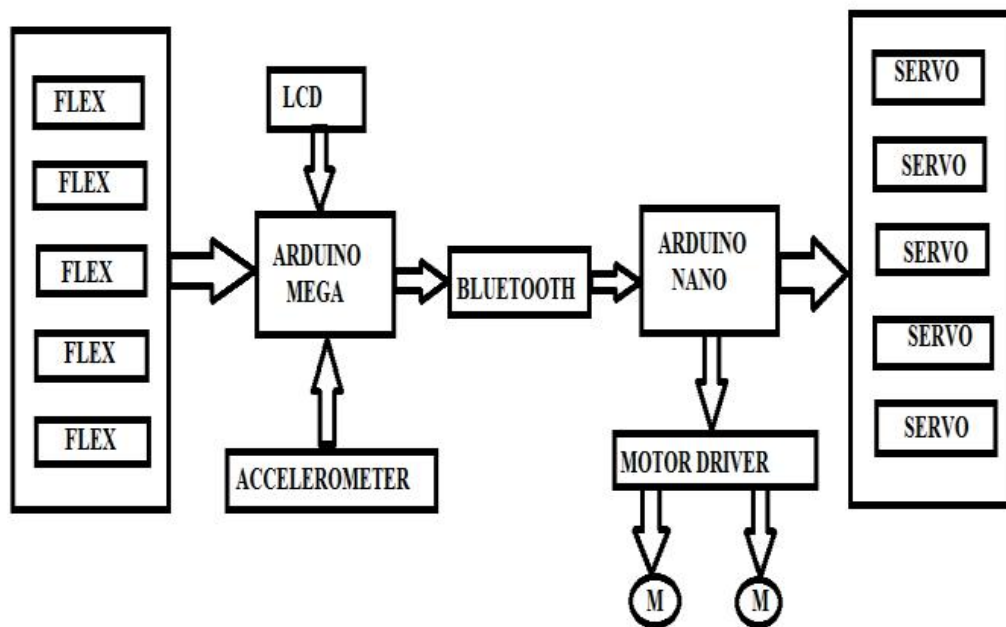 FLEX
FLEX
FLEX
FLEX
FLEX
LCD
ARDUINO
MEGA
ACCELEROMETER
BLUETOOTH
ARDUINO
NANO
MOTOR DRIVER
M
M
SERVO
SERVO
SERVO
SERVO
SERVO